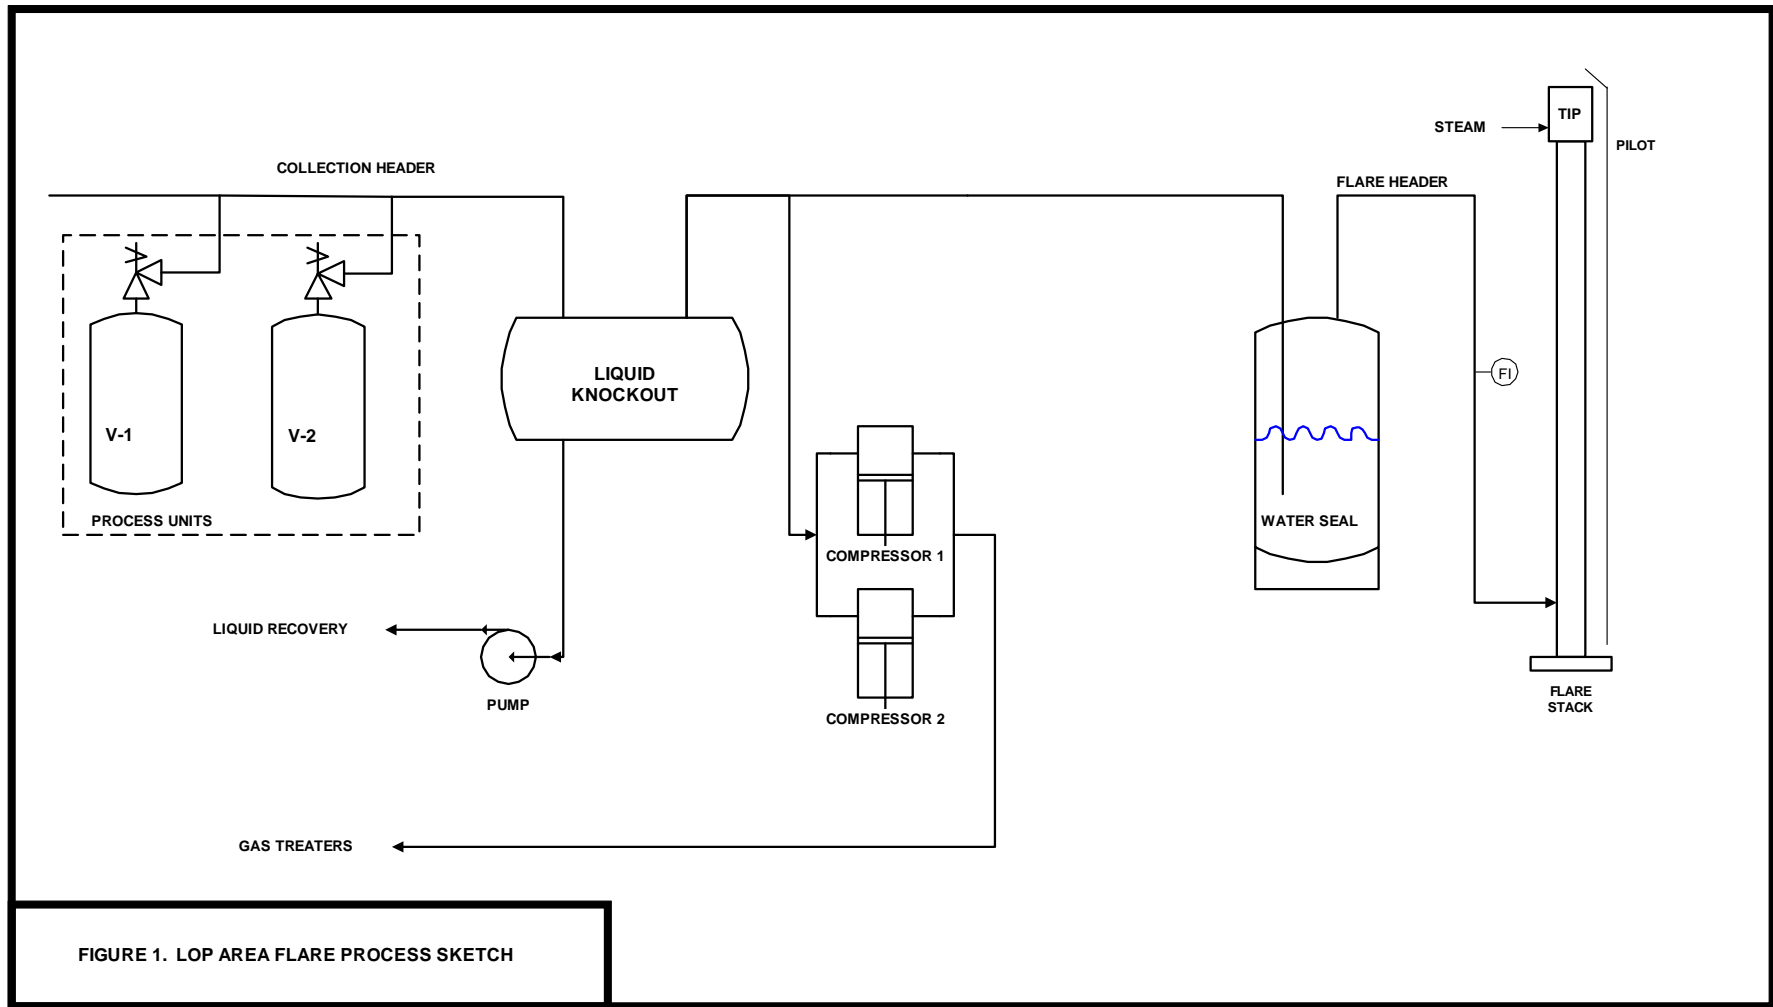 TIP
STEAM
PILOT
COLLECTION HEADER
FLARE HEADER
LIQUID
KNOCKOUT
FI
V-1
V-2
PROCESS UNITS
WATER SEAL
COMPRESSOR 1
LIQUID RECOVERY
PUMP
COMPRESSOR 2
FLARE
STACK
GAS TREATERS
FIGURE 1. LOP AREA FLARE PROCESS SKETCH